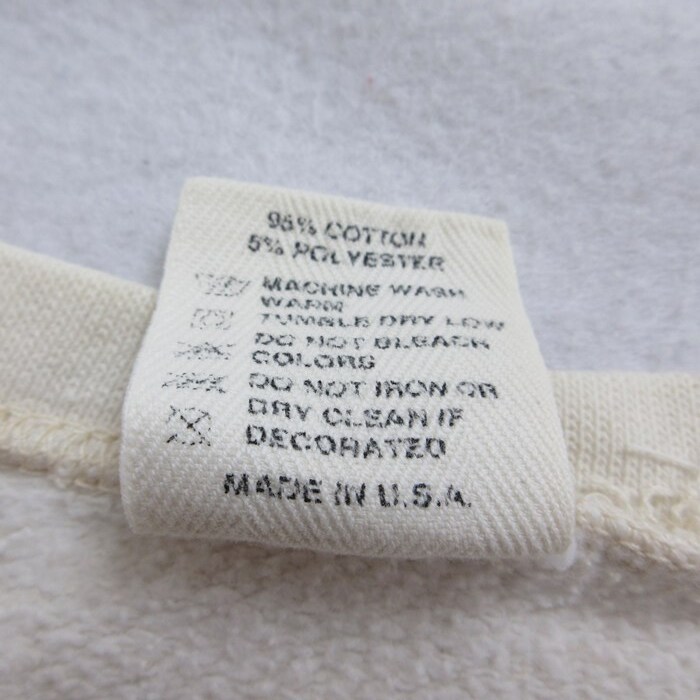 95% COTTON
5% POLYESTER
MACHINE WASH
WARM
TUMBLE DRY LOW
DO NOT BLEACH
COLORS
DO NOT IRON OR
DRY CLEAN IF
DECORATED
MADE IN U.S.A.